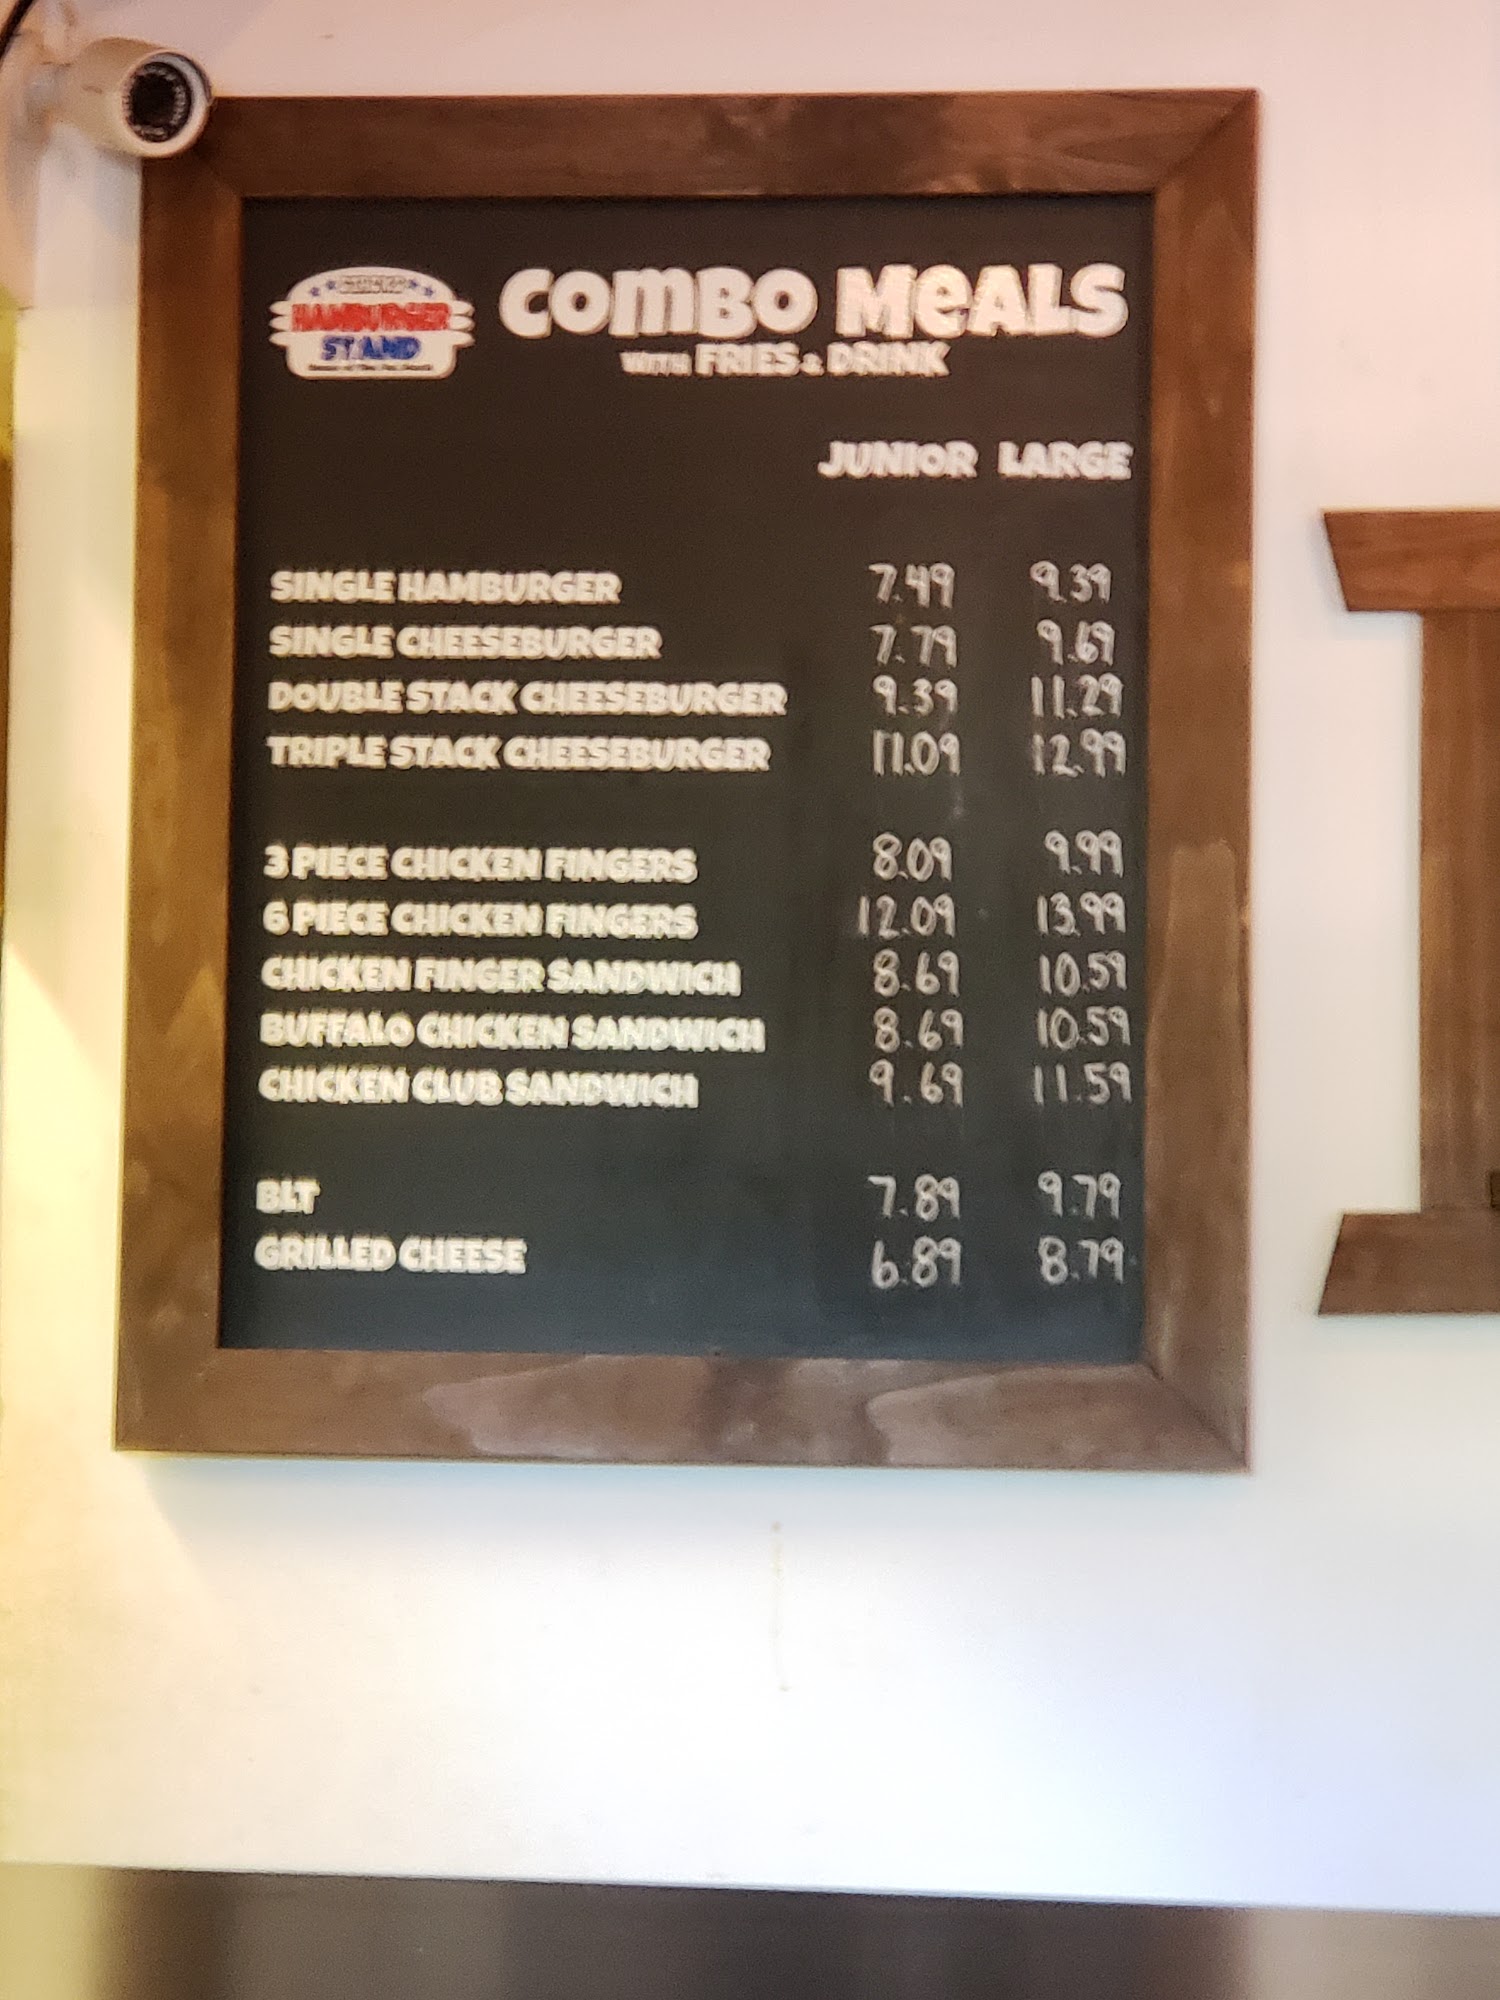 HAMBURGER
STAND
COMBO MEALS
WITH FRIES & DRINK
JUNIOR LARGE
SINGLE HAMBURGER 7.49 9.39
SINGLE CHEESEBURGER 7.79 9.69
DOUBLE STACK CHEESEBURGER 9.39 11.29
TRIPLE STACK CHEESEBURGER 11.09 12.99
3 PIECE CHICKEN FINGERS 8.09 9.99
6 PIECE CHICKEN FINGERS 12.09 13.99
CHICKEN FINGER SANDWICH 8.69 10.59
BUFFALO CHICKEN SANDWICH 8.69 10.59
CHICKEN CLUB SANDWICH 9.69 11.59
BLT 7.89 9.79
GRILLED CHEESE 6.89 8.79